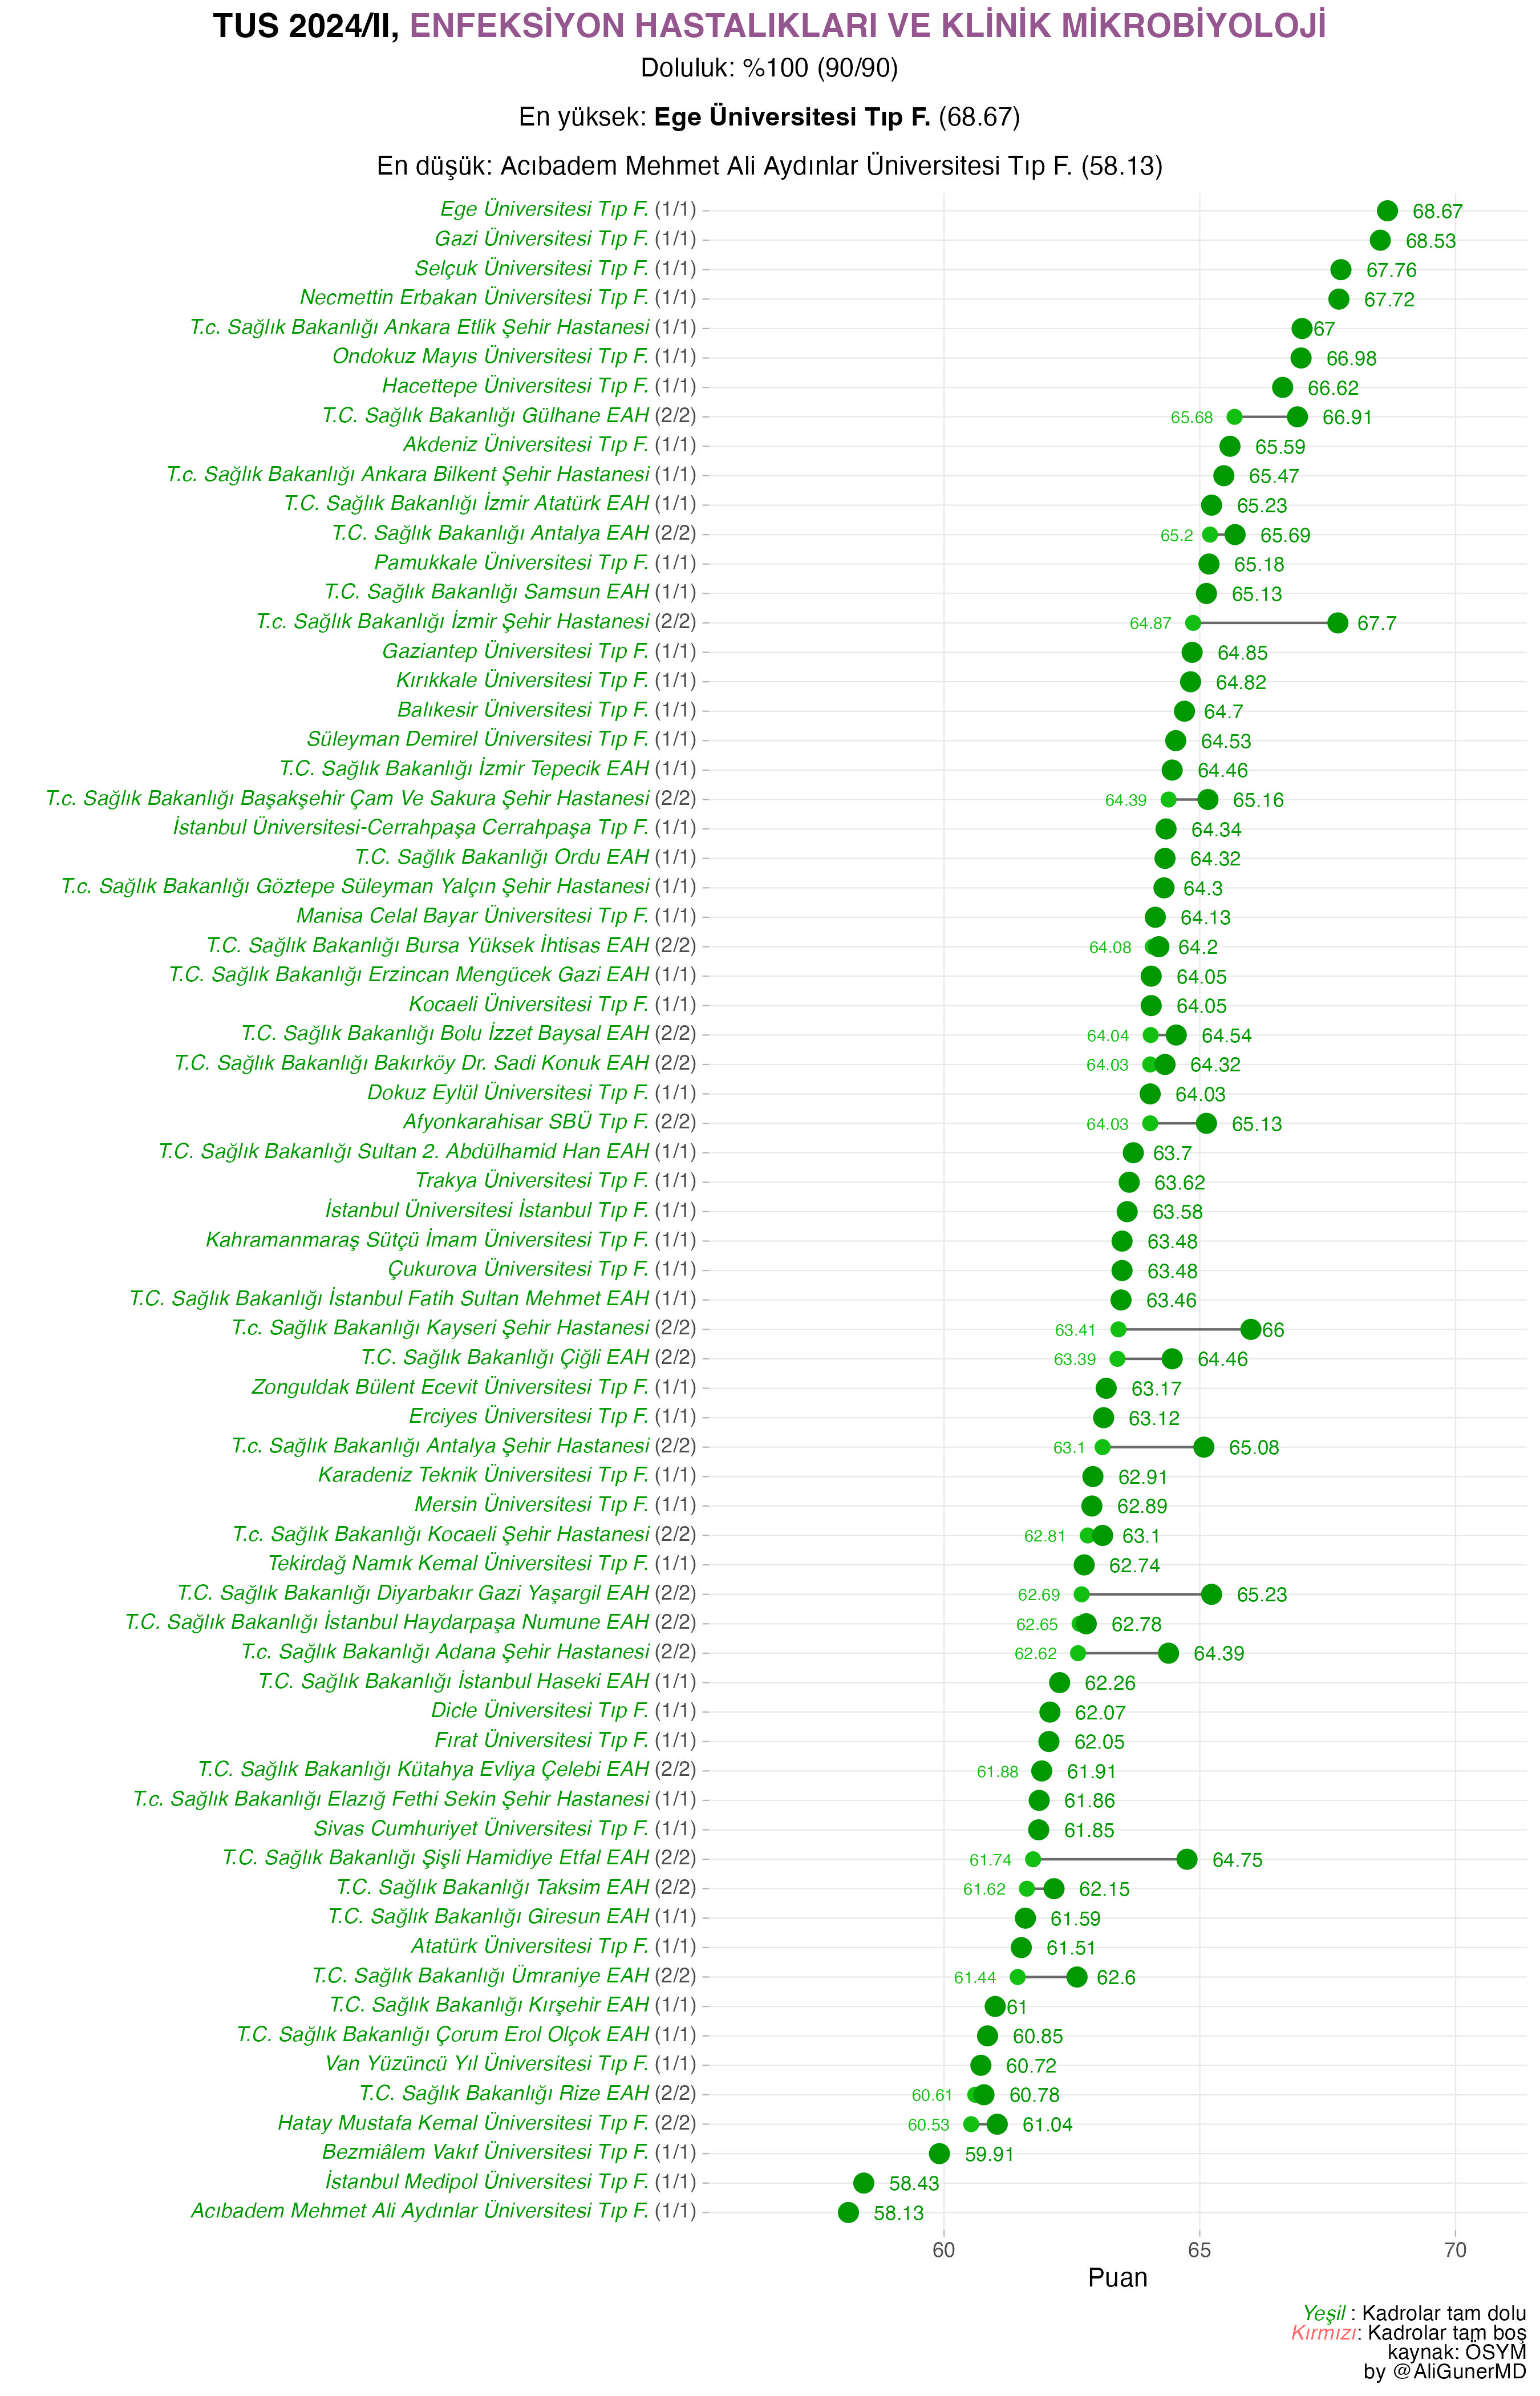 TUS 2024/II, ENFEKSİYON HASTALIKLARI VE KLİNİK MİKROBİYOLOJİ
Doluluk: %100 (90/90)
En yüksek: Ege Üniversitesi Tıp F. (68.67)
En düşük: Acıbadem Mehmet Ali Aydınlar Üniversitesi Tıp F. (58.13)
Ege Üniversitesi Tıp F. (1/1) 68.67
Gazi Üniversitesi Tıp F. (1/1) 68.53
Selçuk Üniversitesi Tıp F. (1/1) 67.76
Necmettin Erbakan Üniversitesi Tıp F. (1/1) 67.72
T.c. Sağlık Bakanlığı Ankara Etlik Şehir Hastanesi (1/1) 67
Ondokuz Mayıs Üniversitesi Tıp F. (1/1) 66.98
Hacettepe Üniversitesi Tıp F. (1/1) 66.62
T.C. Sağlık Bakanlığı Gülhane EAH (2/2) 65.68 66.91
Akdeniz Üniversitesi Tıp F. (1/1) 65.59
T.c. Sağlık Bakanlığı Ankara Bilkent Şehir Hastanesi (1/1) 65.47
T.C. Sağlık Bakanlığı İzmir Atatürk EAH (1/1) 65.23
T.C. Sağlık Bakanlığı Antalya EAH (2/2) 65.2 65.69
Pamukkale Üniversitesi Tıp F. (1/1) 65.18
T.C. Sağlık Bakanlığı Samsun EAH (1/1) 65.13
T.c. Sağlık Bakanlığı İzmir Şehir Hastanesi (2/2) 64.87 67.7
Gaziantep Üniversitesi Tıp F. (1/1) 64.85
Kırıkkale Üniversitesi Tıp F. (1/1) 64.82
Balıkesir Üniversitesi Tıp F. (1/1) 64.7
Süleyman Demirel Üniversitesi Tıp F. (1/1) 64.53
T.C. Sağlık Bakanlığı İzmir Tepecik EAH (1/1) 64.46
T.c. Sağlık Bakanlığı Başakşehir Çam Ve Sakura Şehir Hastanesi (2/2) 64.39 65.16
İstanbul Üniversitesi-Cerrahpaşa Cerrahpaşa Tıp F. (1/1) 64.34
T.C. Sağlık Bakanlığı Ordu EAH (1/1) 64.32
T.c. Sağlık Bakanlığı Göztepe Süleyman Yalçın Şehir Hastanesi (1/1) 64.3
Manisa Celal Bayar Üniversitesi Tıp F. (1/1) 64.13
T.C. Sağlık Bakanlığı Bursa Yüksek İhtisas EAH (2/2) 64.08 64.2
T.C. Sağlık Bakanlığı Erzincan Mengücek Gazi EAH (1/1) 64.05
Kocaeli Üniversitesi Tıp F. (1/1) 64.05
T.C. Sağlık Bakanlığı Bolu İzzet Baysal EAH (2/2) 64.04 64.54
T.C. Sağlık Bakanlığı Bakırköy Dr. Sadi Konuk EAH (2/2) 64.03 64.32
Dokuz Eylül Üniversitesi Tıp F. (1/1) 64.03
Afyonkarahisar SBÜ Tıp F. (2/2) 64.03 65.13
T.C. Sağlık Bakanlığı Sultan 2. Abdülhamid Han EAH (1/1) 63.7
Trakya Üniversitesi Tıp F. (1/1) 63.62
İstanbul Üniversitesi İstanbul Tıp F. (1/1) 63.58
Kahramanmaraş Sütçü İmam Üniversitesi Tıp F. (1/1) 63.48
Çukurova Üniversitesi Tıp F. (1/1) 63.48
T.C. Sağlık Bakanlığı İstanbul Fatih Sultan Mehmet EAH (1/1) 63.46
T.c. Sağlık Bakanlığı Kayseri Şehir Hastanesi (2/2) 63.41 66
T.C. Sağlık Bakanlığı Çiğli EAH (2/2) 63.39 64.46
Zonguldak Bülent Ecevit Üniversitesi Tıp F. (1/1) 63.17
Erciyes Üniversitesi Tıp F. (1/1) 63.12
T.c. Sağlık Bakanlığı Antalya Şehir Hastanesi (2/2) 63.1 65.08
Karadeniz Teknik Üniversitesi Tıp F. (1/1) 62.91
Mersin Üniversitesi Tıp F. (1/1) 62.89
T.c. Sağlık Bakanlığı Kocaeli Şehir Hastanesi (2/2) 62.81 63.1
Tekirdağ Namık Kemal Üniversitesi Tıp F. (1/1) 62.74
T.C. Sağlık Bakanlığı Diyarbakır Gazi Yaşargil EAH (2/2) 62.69 65.23
T.C. Sağlık Bakanlığı İstanbul Haydarpaşa Numune EAH (2/2) 62.65 62.78
T.c. Sağlık Bakanlığı Adana Şehir Hastanesi (2/2) 62.62 64.39
T.C. Sağlık Bakanlığı İstanbul Haseki EAH (1/1) 62.26
Dicle Üniversitesi Tıp F. (1/1) 62.07
Fırat Üniversitesi Tıp F. (1/1) 62.05
T.C. Sağlık Bakanlığı Kütahya Evliya Çelebi EAH (2/2) 61.88 61.91
T.c. Sağlık Bakanlığı Elazığ Fethi Sekin Şehir Hastanesi (1/1) 61.86
Sivas Cumhuriyet Üniversitesi Tıp F. (1/1) 61.85
T.C. Sağlık Bakanlığı Şişli Hamidiye Etfal EAH (2/2) 61.74 64.75
T.C. Sağlık Bakanlığı Taksim EAH (2/2) 61.62 62.15
T.C. Sağlık Bakanlığı Giresun EAH (1/1) 61.59
Atatürk Üniversitesi Tıp F. (1/1) 61.51
T.C. Sağlık Bakanlığı Ümraniye EAH (2/2) 61.44 62.6
T.C. Sağlık Bakanlığı Kırşehir EAH (1/1) 61
T.C. Sağlık Bakanlığı Çorum Erol Olçok EAH (1/1) 60.85
Van Yüzüncü Yıl Üniversitesi Tıp F. (1/1) 60.72
T.C. Sağlık Bakanlığı Rize EAH (2/2) 60.61 60.78
Hatay Mustafa Kemal Üniversitesi Tıp F. (2/2) 60.53 61.04
Bezmiâlem Vakıf Üniversitesi Tıp F. (1/1) 59.91
İstanbul Medipol Üniversitesi Tıp F. (1/1) 58.43
Acıbadem Mehmet Ali Aydınlar Üniversitesi Tıp F. (1/1) 58.13
60 65 70
Puan
Yeşil : Kadrolar tam dolu
Kırmızı: Kadrolar tam boş
kaynak: ÖSYM
by @AliGunerMD